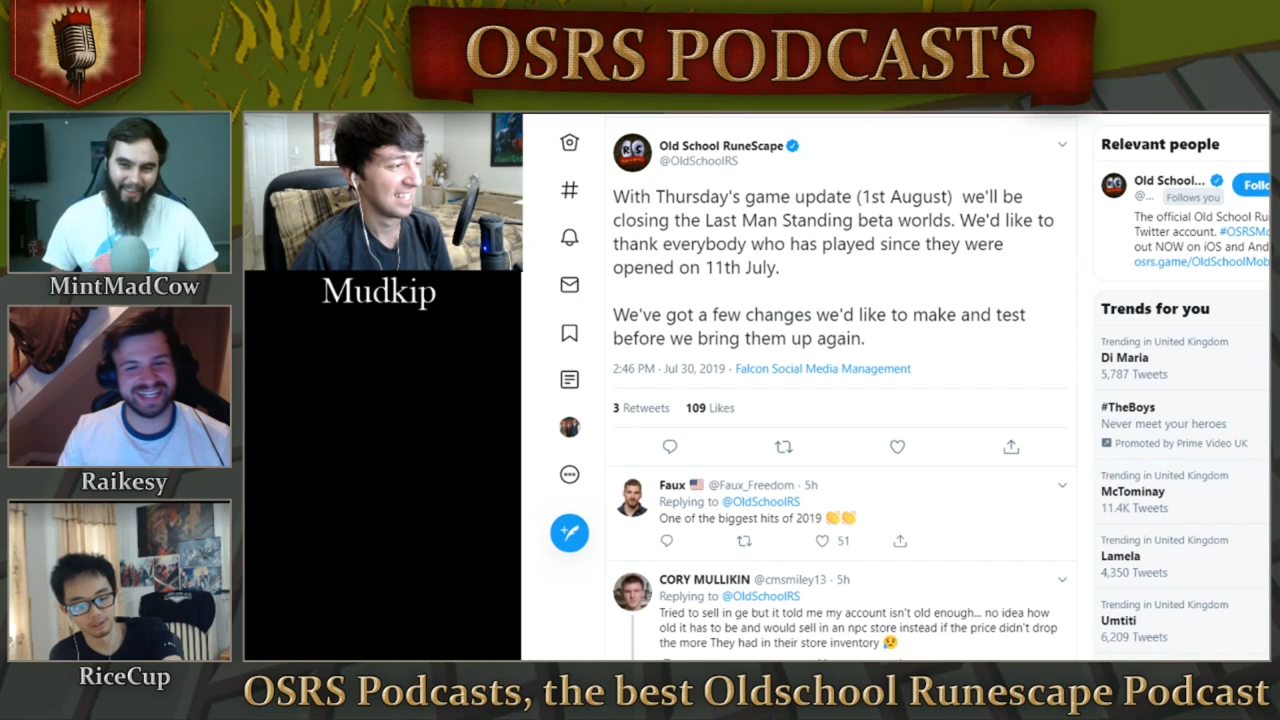 OSRS PODCASTS
MintMadCow
Raikesy
RiceCup
Mudkip
Old School RuneScape
@OldSchoolRS
With Thursday's game update (1st August) we'll be
closing the Last Man Standing beta worlds. We'd like to
thank everybody who has played since they were
opened on 11th July.
We've got a few changes we'd like to make and test
before we bring them up again.
2:46 PM · Jul 30, 2019 · Falcon Social Media Management
3 Retweets 109 Likes
Faux 🇺🇸 @Faux_Freedom · 5h
Replying to @OldSchoolRS
One of the biggest hits of 2019 👏👏
51
CORY MULLIKIN @cmsmiley13 · 5h
Replying to @OldSchoolRS
Tried to sell in ge but it told me my account isn't old enough... no idea how
old it has to be and would sell in an npc store instead if the price didn't drop
the more They had in their store inventory 😥
Relevant people
Old School... Follo
@... Follows you
The official Old School Ru
Twitter account. #OSRSMo
out NOW on iOS and And
osrs.game/OldSchoolMob
Trends for you
Trending in United Kingdom
Di Maria
5,787 Tweets
#TheBoys
Never meet your heroes
Promoted by Prime Video UK
Trending in United Kingdom
McTominay
11.4K Tweets
Trending in United Kingdom
Lamela
4,350 Tweets
Trending in United Kingdom
Umtiti
6,209 Tweets
OSRS Podcasts, the best Oldschool Runescape Podcast